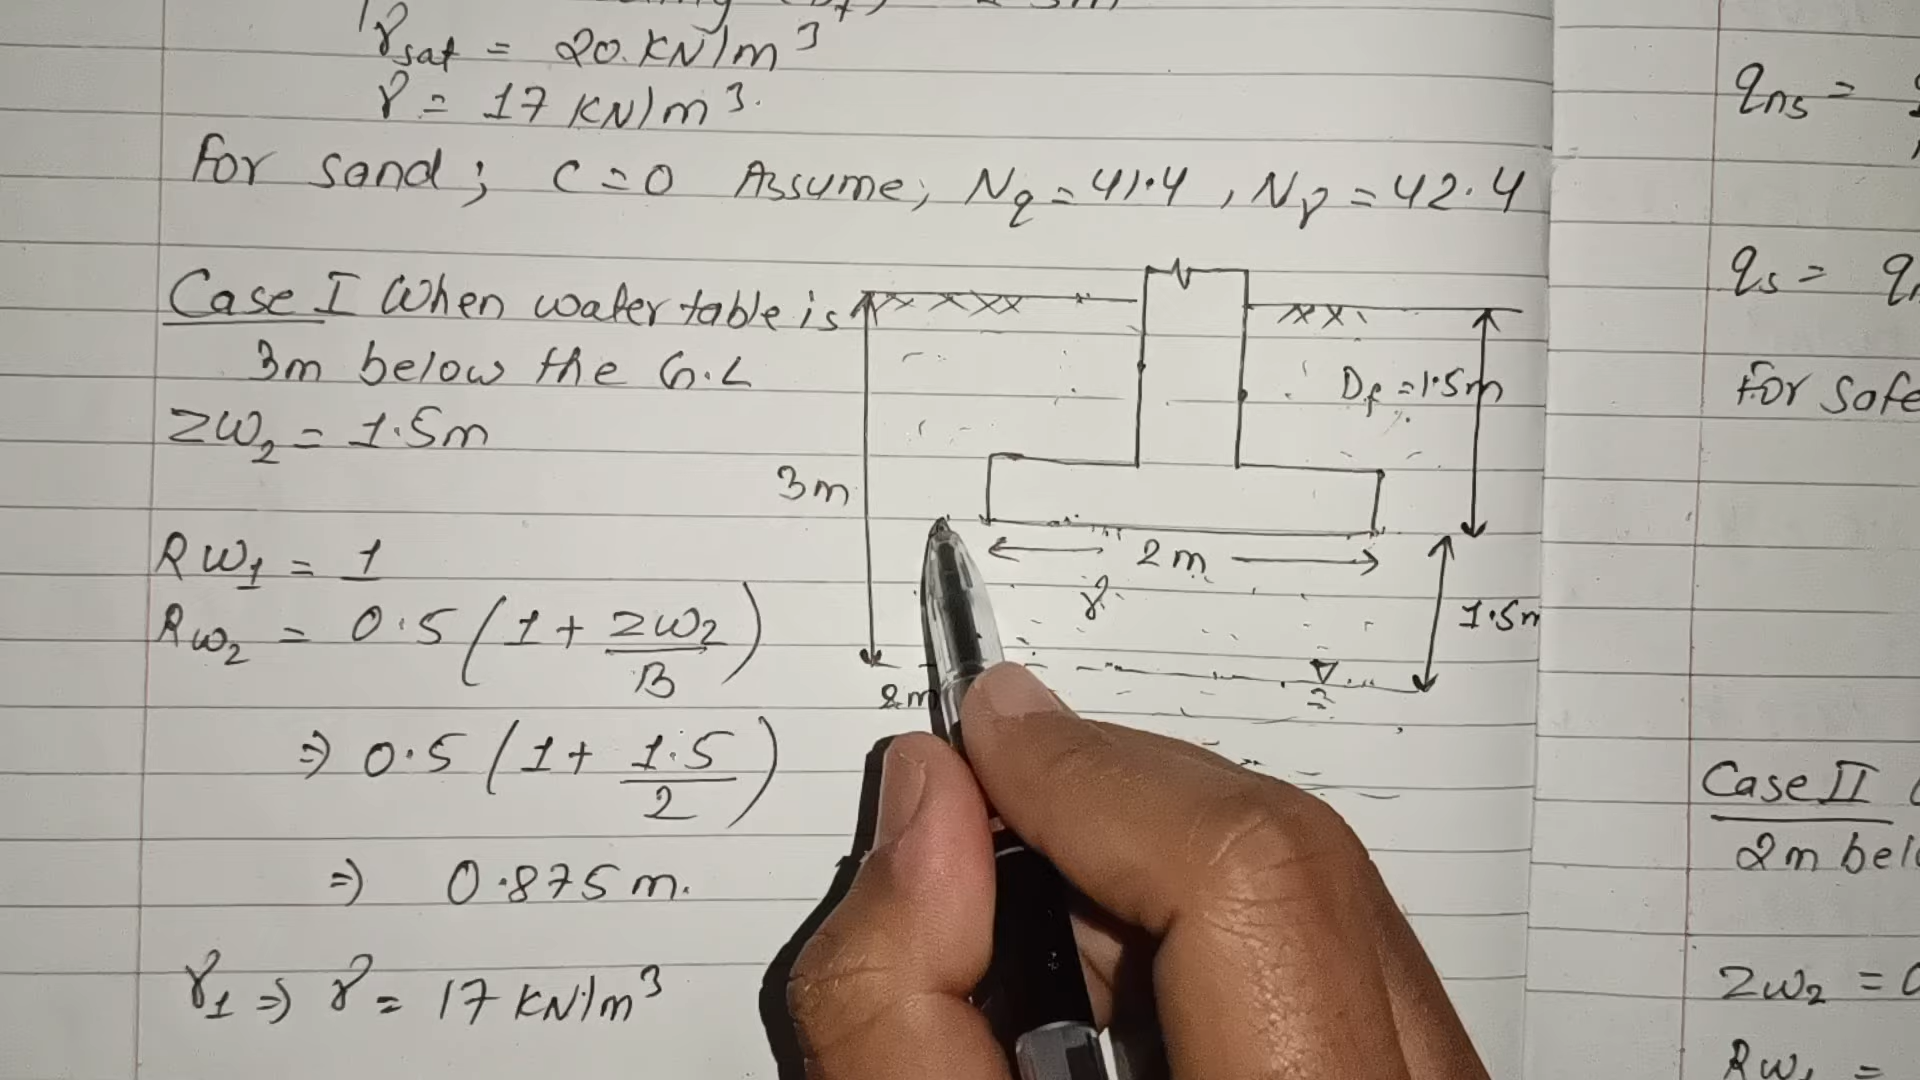 γsat = 20 KN/m³
γ = 17 KN/m³.
For sand; C=0 Assume; Nq = 41.4, Nγ = 42.4
Case I When water table is
3m below the G.L
ZW₂ = 1.5m
RW₁ = 1
Rw₂ = 0.5 (1 + ZW₂/B)
⇒ 0.5 (1 + 1.5/2)
⇒ 0.875 m.
γ₁ ⇒ γ = 17 KN/m³
Df = 1.5m
3m
2m
γ
1.5m
2m
qns =
qs =
For safe
Case II
2m bel
ZW₂ =
RW₁ =